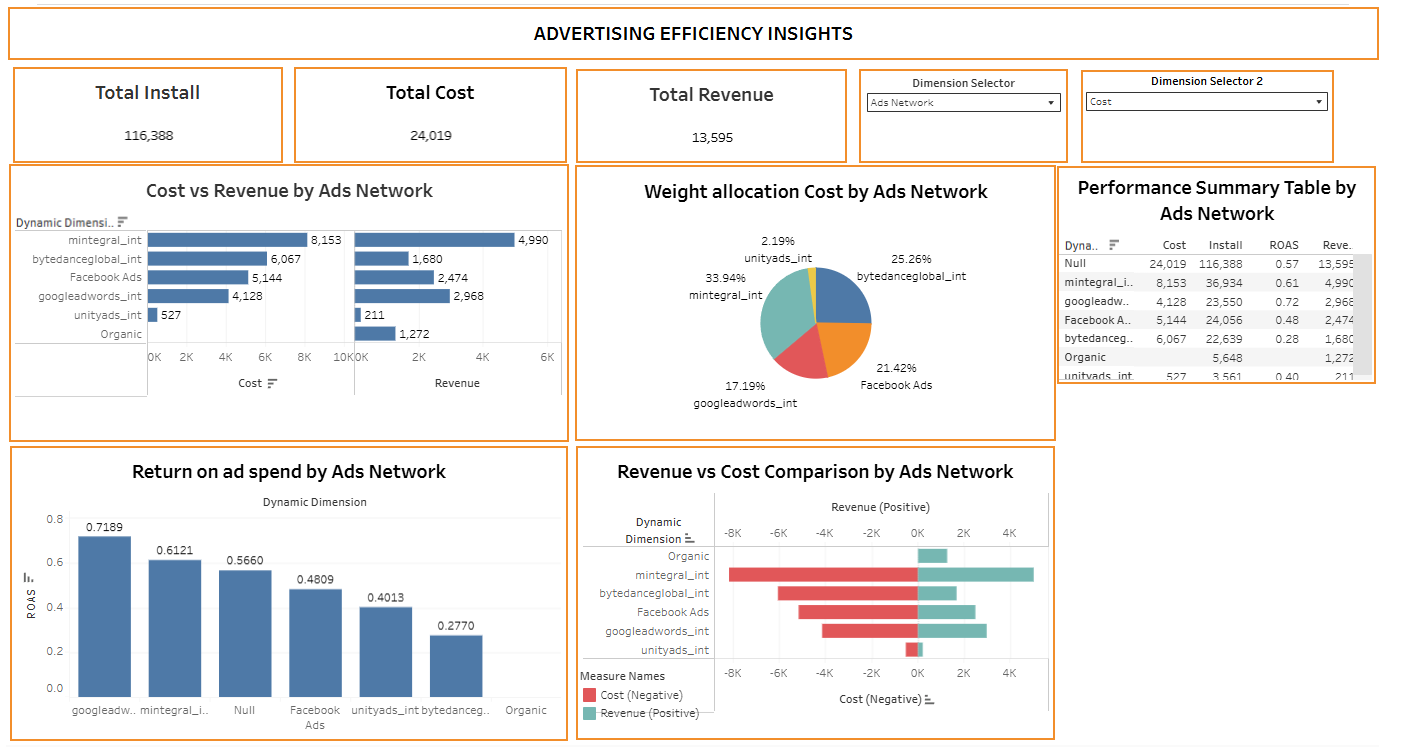 ADVERTISING EFFICIENCY INSIGHTS
Total Install
116,388
Total Cost
24,019
Total Revenue
13,595
Dimension Selector
Ads Network
Dimension Selector 2
Cost
Cost vs Revenue by Ads Network
Dynamic Dimensi..
mintegral_int 8,153 4,990
bytedanceglobal_int 6,067 1,680
Facebook Ads 5,144 2,474
googleadwords_int 4,128 2,968
unityads_int 527 211
Organic 1,272
0K 2K 4K 6K 8K 10K 0K 2K 4K 6K
Cost Revenue
Weight allocation Cost by Ads Network
2.19%
unityads_int
25.26%
bytedanceglobal_int
33.94%
mintegral_int
21.42%
Facebook Ads
17.19%
googleadwords_int
Performance Summary Table by
Ads Network
Dyna.. Cost Install ROAS Reve..
Null 24,019 116,388 0.57 13,595
mintegral_i.. 8,153 36,934 0.61 4,990
googleadw.. 4,128 23,550 0.72 2,968
Facebook A.. 5,144 24,056 0.48 2,474
bytedanceg.. 6,067 22,639 0.28 1,680
Organic 5,648 1,272
unityads_int 527 3,561 0.40 211
Return on ad spend by Ads Network
Dynamic Dimension
ROAS
0.8
0.6
0.4
0.2
0.0
0.7189
0.6121
0.5660
0.4809
0.4013
0.2770
googleadw.. mintegral_i.. Null Facebook Ads unityads_int bytedanceg.. Organic
Revenue vs Cost Comparison by Ads Network
Revenue (Positive)
Dynamic
Dimension
-8K -6K -4K -2K 0K 2K 4K
Organic
mintegral_int
bytedanceglobal_int
Facebook Ads
googleadwords_int
unityads_int
-8K -6K -4K -2K 0K 2K 4K
Cost (Negative)
Measure Names
Cost (Negative)
Revenue (Positive)